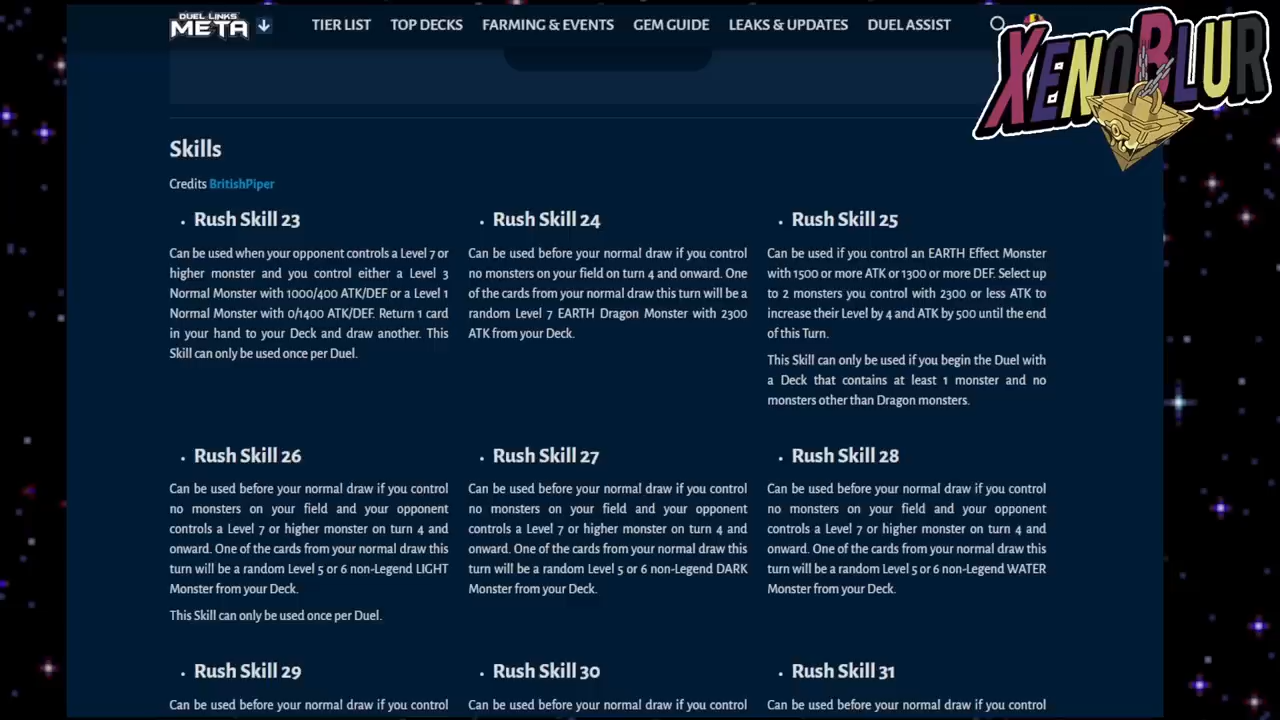 DUEL LINKS
META
TIER LIST
TOP DECKS
FARMING & EVENTS
GEM GUIDE
LEAKS & UPDATES
DUEL ASSIST
XENOBLUR
Skills
Credits BritishPiper
Rush Skill 23
Can be used when your opponent controls a Level 7 or
higher monster and you control either a Level 3
Normal Monster with 1000/400 ATK/DEF or a Level 1
Normal Monster with 0/1400 ATK/DEF. Return 1 card
in your hand to your Deck and draw another. This
Skill can only be used once per Duel.
Rush Skill 24
Can be used before your normal draw if you control
no monsters on your field on turn 4 and onward. One
of the cards from your normal draw this turn will be a
random Level 7 EARTH Dragon Monster with 2300
ATK from your Deck.
Rush Skill 25
Can be used if you control an EARTH Effect Monster
with 1500 or more ATK or 1300 or more DEF. Select up
to 2 monsters you control with 2300 or less ATK to
increase their Level by 4 and ATK by 500 until the end
of this Turn.
This Skill can only be used if you begin the Duel with
a Deck that contains at least 1 monster and no
monsters other than Dragon monsters.
Rush Skill 26
Can be used before your normal draw if you control
no monsters on your field and your opponent
controls a Level 7 or higher monster on turn 4 and
onward. One of the cards from your normal draw this
turn will be a random Level 5 or 6 non-Legend LIGHT
Monster from your Deck.
This Skill can only be used once per Duel.
Rush Skill 27
Can be used before your normal draw if you control
no monsters on your field and your opponent
controls a Level 7 or higher monster on turn 4 and
onward. One of the cards from your normal draw this
turn will be a random Level 5 or 6 non-Legend DARK
Monster from your Deck.
Rush Skill 28
Can be used before your normal draw if you control
no monsters on your field and your opponent
controls a Level 7 or higher monster on turn 4 and
onward. One of the cards from your normal draw this
turn will be a random Level 5 or 6 non-Legend WATER
Monster from your Deck.
Rush Skill 29
Can be used before your normal draw if you control
Rush Skill 30
Can be used before your normal draw if you control
Rush Skill 31
Can be used before your normal draw if you control